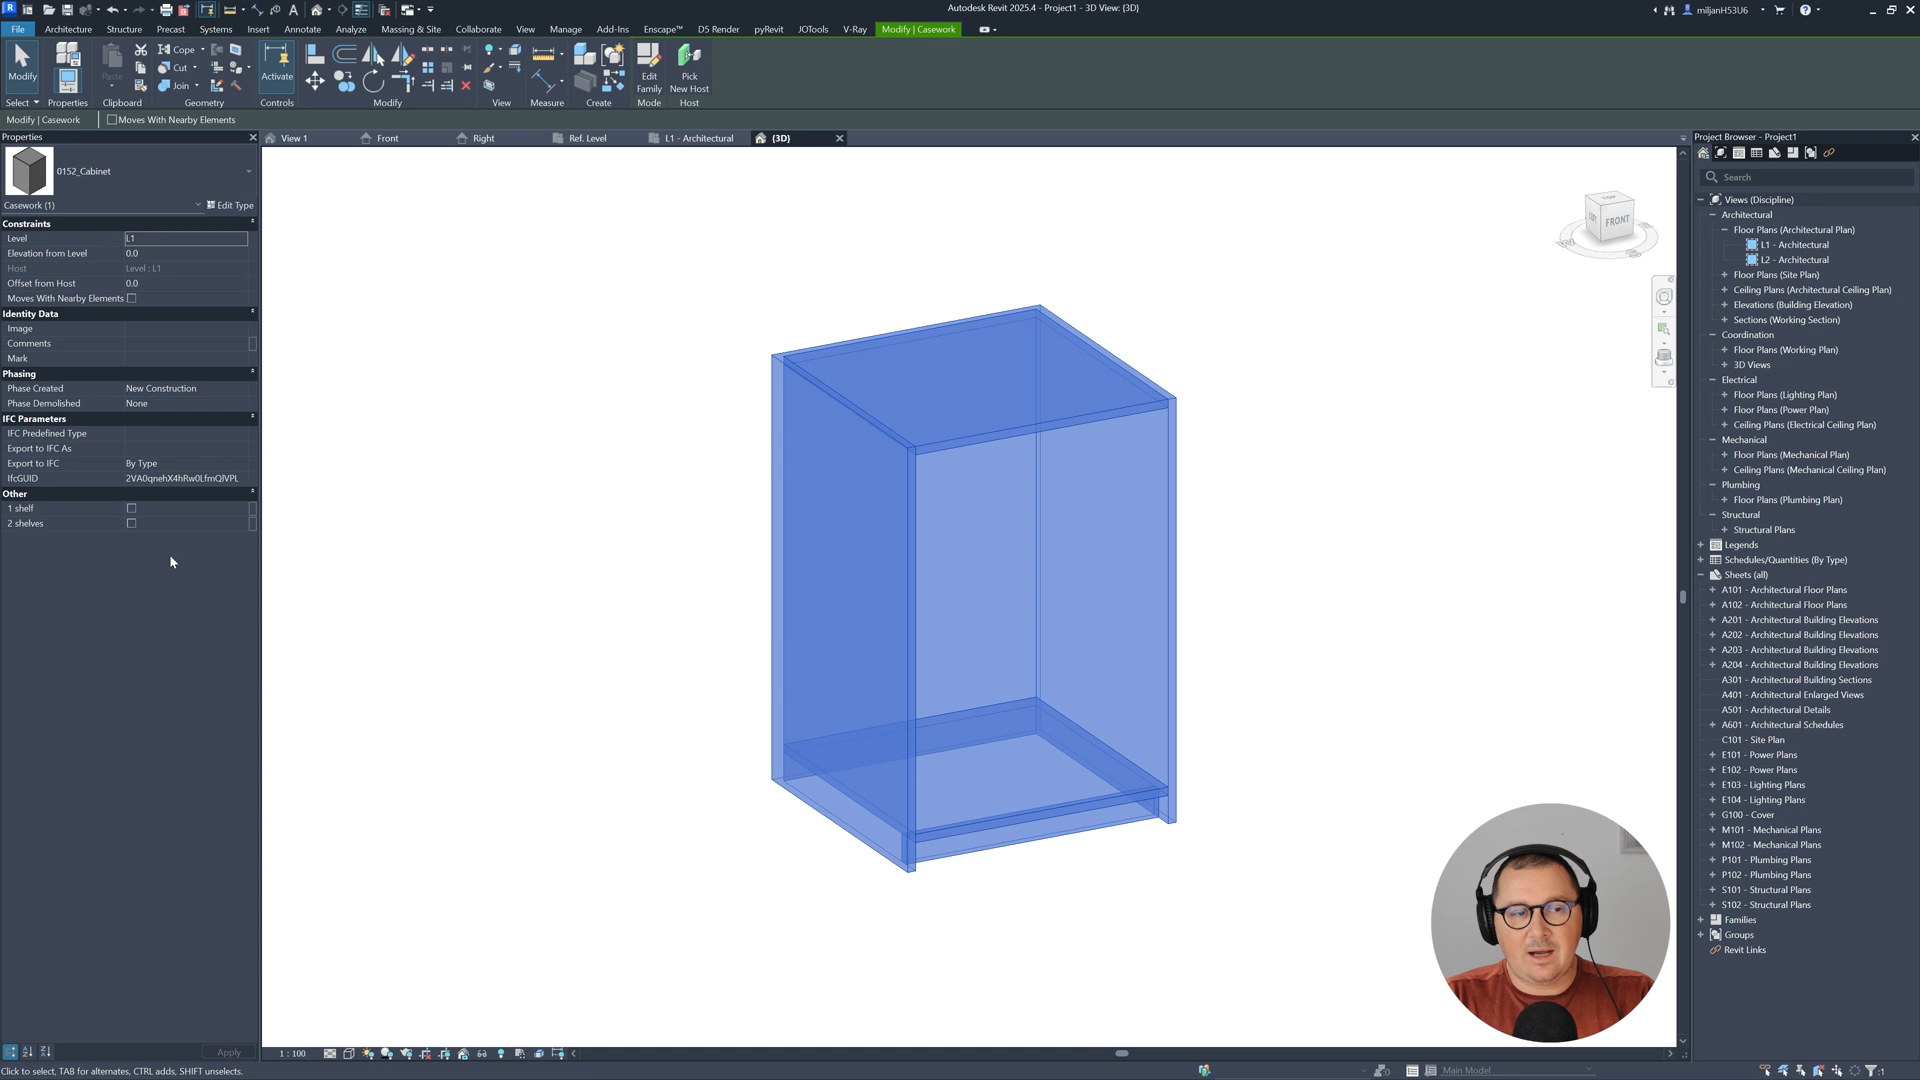 Autodesk Revit 2025.4 - Project1 - 3D View: {3D}
miljanH53U6
File Architecture Structure Precast Systems Insert Annotate Analyze Massing & Site Collaborate View Manage Add-Ins Enscape™ D5 Render pyRevit JOTools V-Ray Modify | Casework
Modify Paste Cope Cut Join Activate Edit Family Pick New Host
Select Properties Clipboard Geometry Controls Modify View Measure Create Mode Host
Modify | Casework Moves With Nearby Elements
Properties
View 1 Front Right Ref. Level L1 - Architectural {3D}
0152_Cabinet
Casework (1) Edit Type
Constraints
Level L1
Elevation from Level 0.0
Host Level : L1
Offset from Host 0.0
Moves With Nearby Elements
Identity Data
Image
Comments
Mark
Phasing
Phase Created New Construction
Phase Demolished None
IFC Parameters
IFC Predefined Type
Export to IFC As
Export to IFC By Type
IfcGUID 2VA0qnehX4hRw0LfmQlVPL
Other
1 shelf
2 shelves
Apply
TOP
FRONT
Project Browser - Project1
Search
Views (Discipline)
Architectural
Floor Plans (Architectural Plan)
L1 - Architectural
L2 - Architectural
Floor Plans (Site Plan)
Ceiling Plans (Architectural Ceiling Plan)
Elevations (Building Elevation)
Sections (Working Section)
Coordination
Floor Plans (Working Plan)
3D Views
Electrical
Floor Plans (Lighting Plan)
Floor Plans (Power Plan)
Ceiling Plans (Electrical Ceiling Plan)
Mechanical
Floor Plans (Mechanical Plan)
Ceiling Plans (Mechanical Ceiling Plan)
Plumbing
Floor Plans (Plumbing Plan)
Structural
Structural Plans
Legends
Schedules/Quantities (By Type)
Sheets (all)
A101 - Architectural Floor Plans
A102 - Architectural Floor Plans
A201 - Architectural Building Elevations
A202 - Architectural Building Elevations
A203 - Architectural Building Elevations
A204 - Architectural Building Elevations
A301 - Architectural Building Sections
A401 - Architectural Enlarged Views
A501 - Architectural Details
A601 - Architectural Schedules
C101 - Site Plan
E101 - Power Plans
E102 - Power Plans
E103 - Lighting Plans
E104 - Lighting Plans
G100 - Cover
M101 - Mechanical Plans
M102 - Mechanical Plans
P101 - Plumbing Plans
P102 - Plumbing Plans
S101 - Structural Plans
S102 - Structural Plans
Families
Groups
Revit Links
1 : 100
Click to select, TAB for alternates, CTRL adds, SHIFT unselects.
:0
Main Model
:1